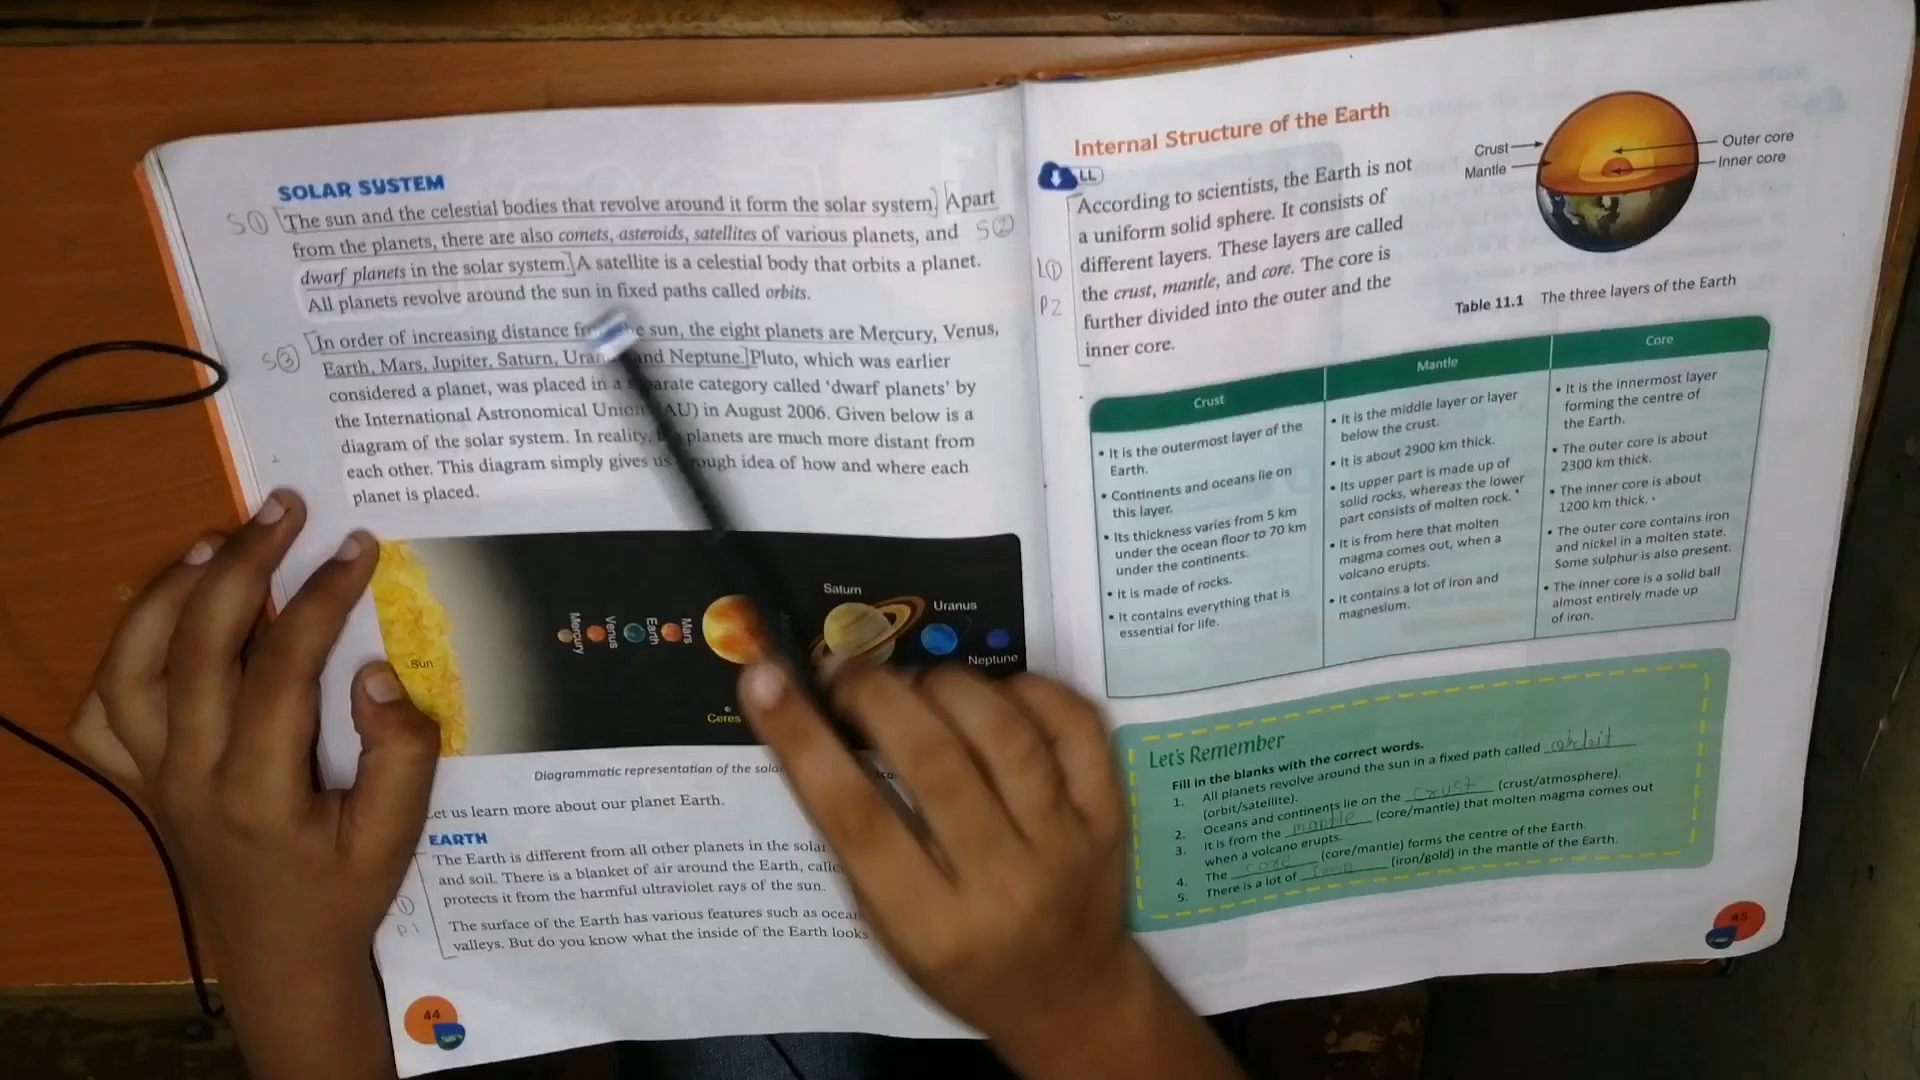 SOLAR SYSTEM
S① The sun and the celestial bodies that revolve around it form the solar system. Apart
from the planets, there are also comets, asteroids, satellites of various planets, and S②
dwarf planets in the solar system. A satellite is a celestial body that orbits a planet.
All planets revolve around the sun in fixed paths called orbits.
In order of increasing distance the sun, the eight planets are Mercury, Venus,
S③ Earth, Mars, Jupiter, Saturn, and Neptune. Pluto, which was earlier
considered a planet, was placed in a category called 'dwarf planets' by
the International Astronomical Union AU) in August 2006. Given below is a
diagram of the solar system. In reality, planets are much more distant from
each other. This diagram simply gives us rough idea of how and where each
planet is placed.
Sun
Mercury
Venus
Earth
Mars
Saturn
Uranus
Neptune
Ceres
Diagrammatic representation of the
Let us learn more about our planet Earth.
EARTH
The Earth is different from all other planets in the solar
and soil. There is a blanket of air around the Earth,
protects it from the harmful ultraviolet rays of the sun.
① The surface of the Earth has various features such as
P1 valleys. But do you know what the inside of the Earth looks
44
Internal Structure of the Earth
LL
According to scientists, the Earth is not
a uniform solid sphere. It consists of
different layers. These layers are called
L① the crust, mantle, and core. The core is
P2 further divided into the outer and the
inner core.
Crust
Mantle
Outer core
Inner core
Table 11.1 The three layers of the Earth
Crust
• It is the outermost layer of the
Earth.
• Continents and oceans lie on
this layer.
• Its thickness varies from 5 km
under the ocean floor to 70 km
under the continents.
• It is made of rocks.
• It contains everything that is
essential for life.
Mantle
• It is the middle layer or layer
below the crust.
• It is about 2900 km thick.
• Its upper part is made up of
solid rocks, whereas the lower
part consists of molten rock.
• It is from here that molten
magma comes out, when a
volcano erupts.
• It contains a lot of iron and
magnesium.
Core
• It is the innermost layer
forming the centre of
the Earth.
• The outer core is about
2300 km thick.
• The inner core is about
1200 km thick.
• The outer core contains iron
and nickel in a molten state.
Some sulphur is also present.
• The inner core is a solid ball
almost entirely made up
of iron.
Let's Remember
Fill in the blanks with the correct words.
1. All planets revolve around the sun in a fixed path called
(orbit/satellite).
2. Oceans and continents lie on the crust (crust/atmosphere).
3. It is from the mantle (core/mantle) that molten magma comes out
when a volcano erupts.
4. The core (core/mantle) forms the centre of the Earth.
5. There is a lot of (iron/gold) in the mantle of the Earth.
45